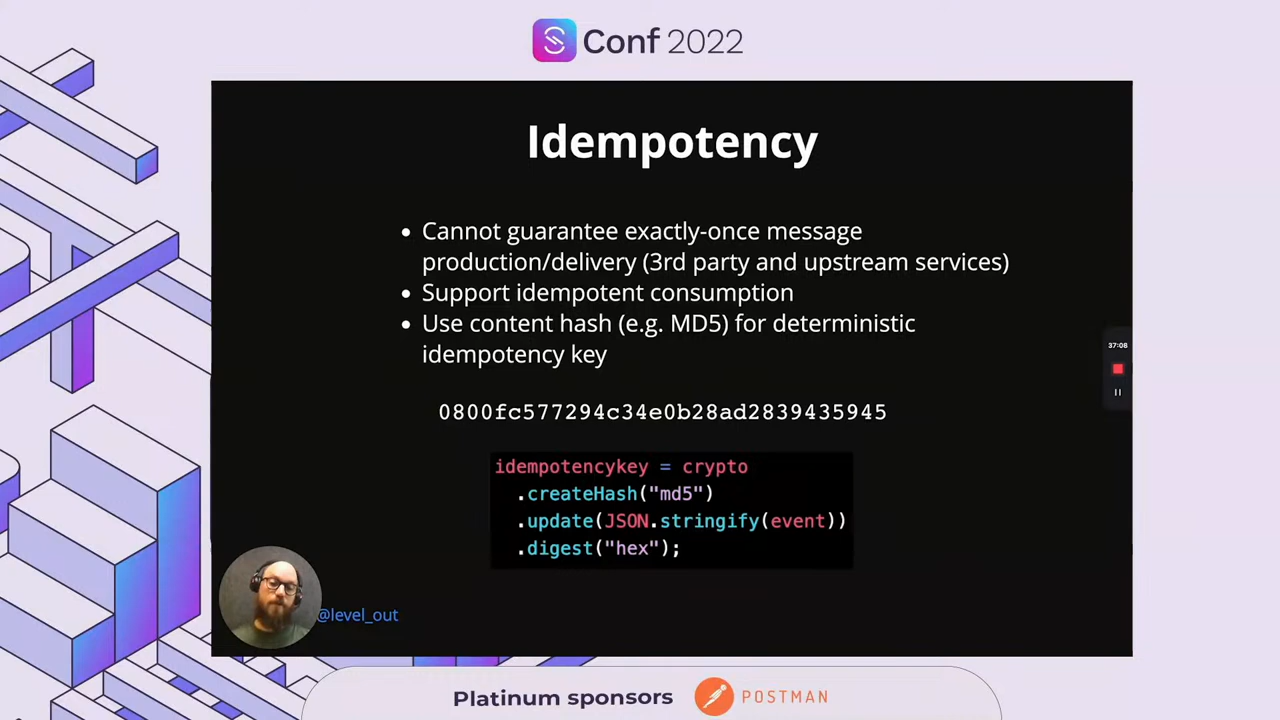 Conf 2022
Idempotency
• Cannot guarantee exactly-once message
production/delivery (3rd party and upstream services)
• Support idempotent consumption
• Use content hash (e.g. MD5) for deterministic
idempotency key
0800fc577294c34e0b28ad2839435945
idempotencykey = crypto
.createHash("md5")
.update(JSON.stringify(event))
.digest("hex");
@level_out
37:08
Platinum sponsors POSTMAN